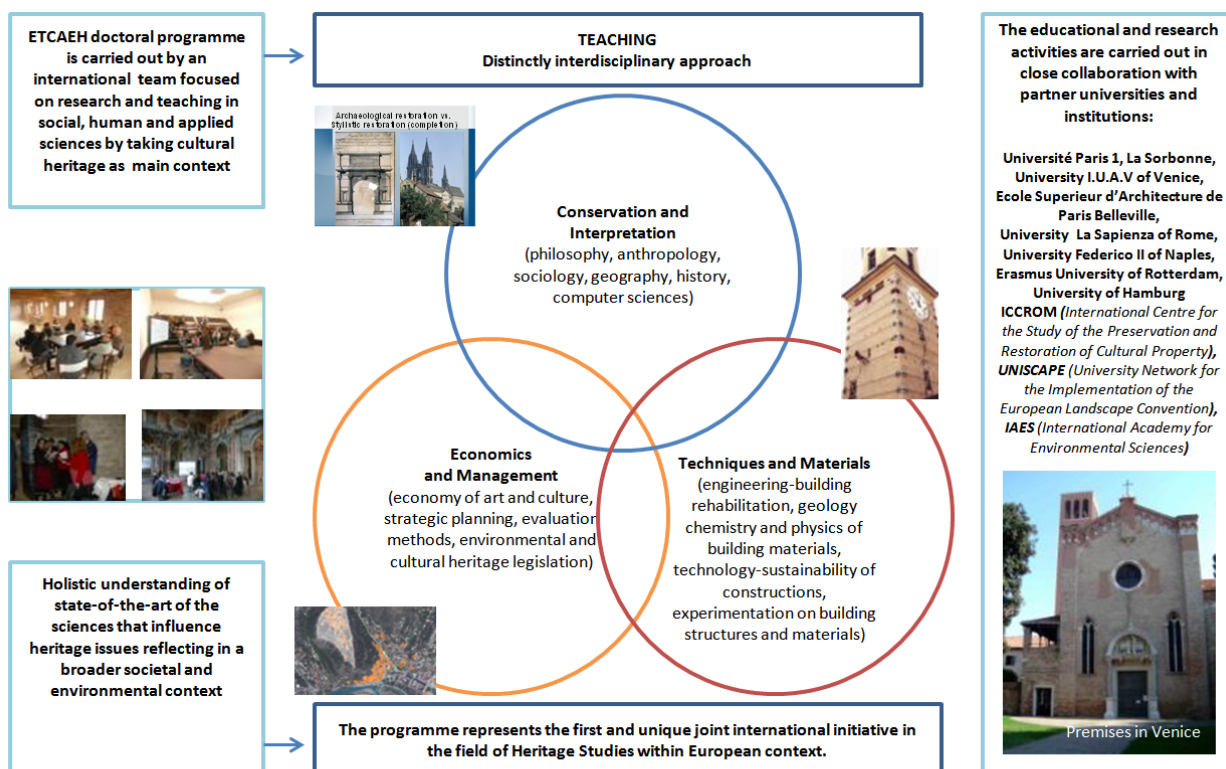 ETCAEH doctoral programme
is carried out by an
international team focused
on research and teaching in
social, human and applied
sciences by taking cultural
heritage as main context
TEACHING
Distinctly interdisciplinary approach
Archaeological restoration vs.
Stylistic restoration (completion)
Conservation and
Interpretation
(philosophy, anthropology,
sociology, geography, history,
computer sciences)
Economics
and Management
(economy of art and culture,
strategic planning, evaluation
methods, environmental and
cultural heritage legislation)
Techniques and Materials
(engineering-building
rehabilitation, geology
chemistry and physics of
building materials,
technology-sustainability of
constructions,
experimentation on building
structures and materials)
Holistic understanding of
state-of-the-art of the
sciences that influence
heritage issues reflecting in a
broader societal and
environmental context
The programme represents the first and unique joint international initiative in
the field of Heritage Studies within European context.
The educational and research
activities are carried out in
close collaboration with
partner universities and
institutions:
Université Paris 1, La Sorbonne,
University I.U.A.V of Venice,
Ecole Superieur d’Architecture de
Paris Belleville,
University La Sapienza of Rome,
University Federico II of Naples,
Erasmus University of Rotterdam,
University of Hamburg
ICCROM (International Centre for
the Study of the Preservation and
Restoration of Cultural Property),
UNISCAPE (University Network for
the Implementation of the
European Landscape Convention),
IAES (International Academy for
Environmental Sciences)
Premises in Venice